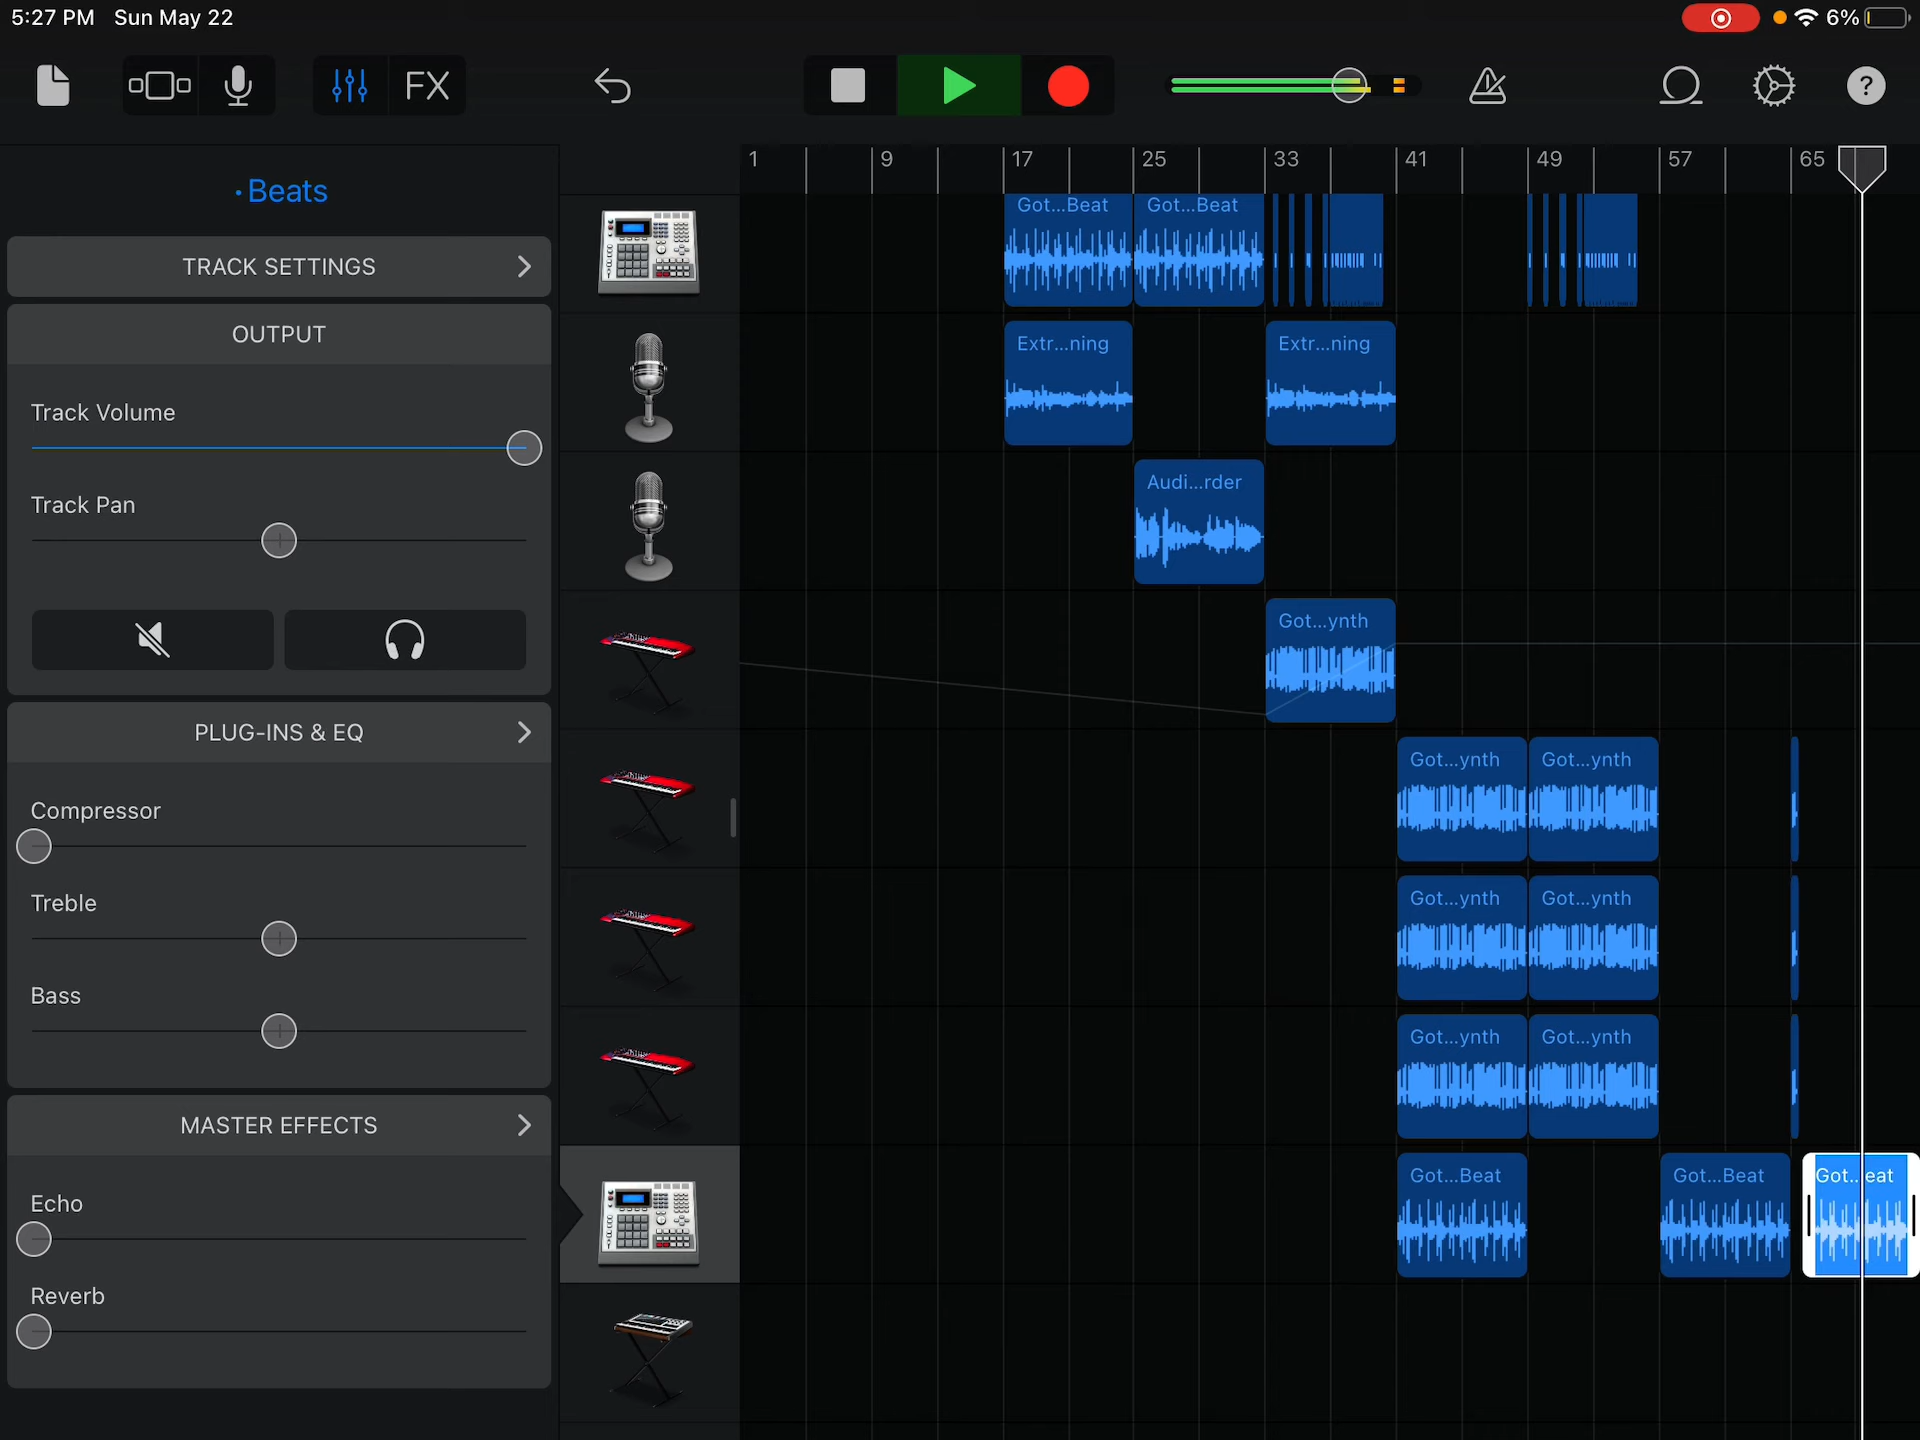 5:27 PM Sun May 22
6%
FX
?
1 9 17 25 33 41 49 57 65
· Beats
TRACK SETTINGS
OUTPUT
Track Volume
Track Pan
PLUG-INS & EQ
Compressor
Treble
Bass
MASTER EFFECTS
Echo
Reverb
Got...Beat Got...Beat
Extr...ning Extr...ning
Audi...rder
Got...ynth
Got...ynth Got...ynth
Got...ynth Got...ynth
Got...ynth Got...ynth
Got...Beat Got...Beat Got...eat